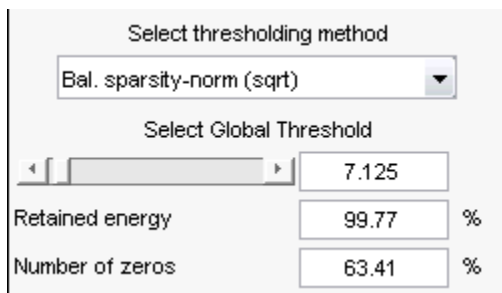 Select thresholding method
Bal. sparsity-norm (sqrt)
Select Global Threshold
7.125
Retained energy 99.77 %
Number of zeros 63.41 %